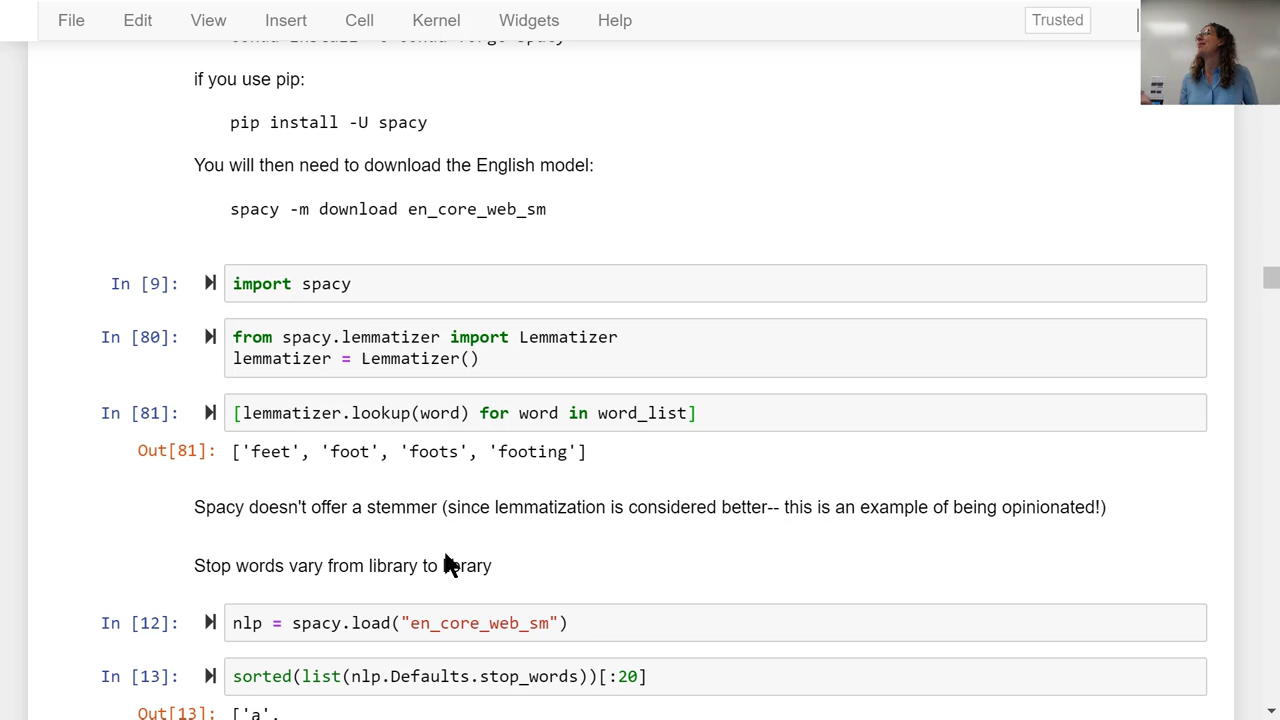 File Edit View Insert Cell Kernel Widgets Help Trusted
if you use pip:
pip install -U spacy
You will then need to download the English model:
spacy -m download en_core_web_sm
In [9]: import spacy
In [80]: from spacy.lemmatizer import Lemmatizer
lemmatizer = Lemmatizer()
In [81]: [lemmatizer.lookup(word) for word in word_list]
Out[81]: ['feet', 'foot', 'foots', 'footing']
Spacy doesn't offer a stemmer (since lemmatization is considered better-- this is an example of being opinionated!)
Stop words vary from library to library
In [12]: nlp = spacy.load("en_core_web_sm")
In [13]: sorted(list(nlp.Defaults.stop_words))[:20]
Out[13]: ['a',